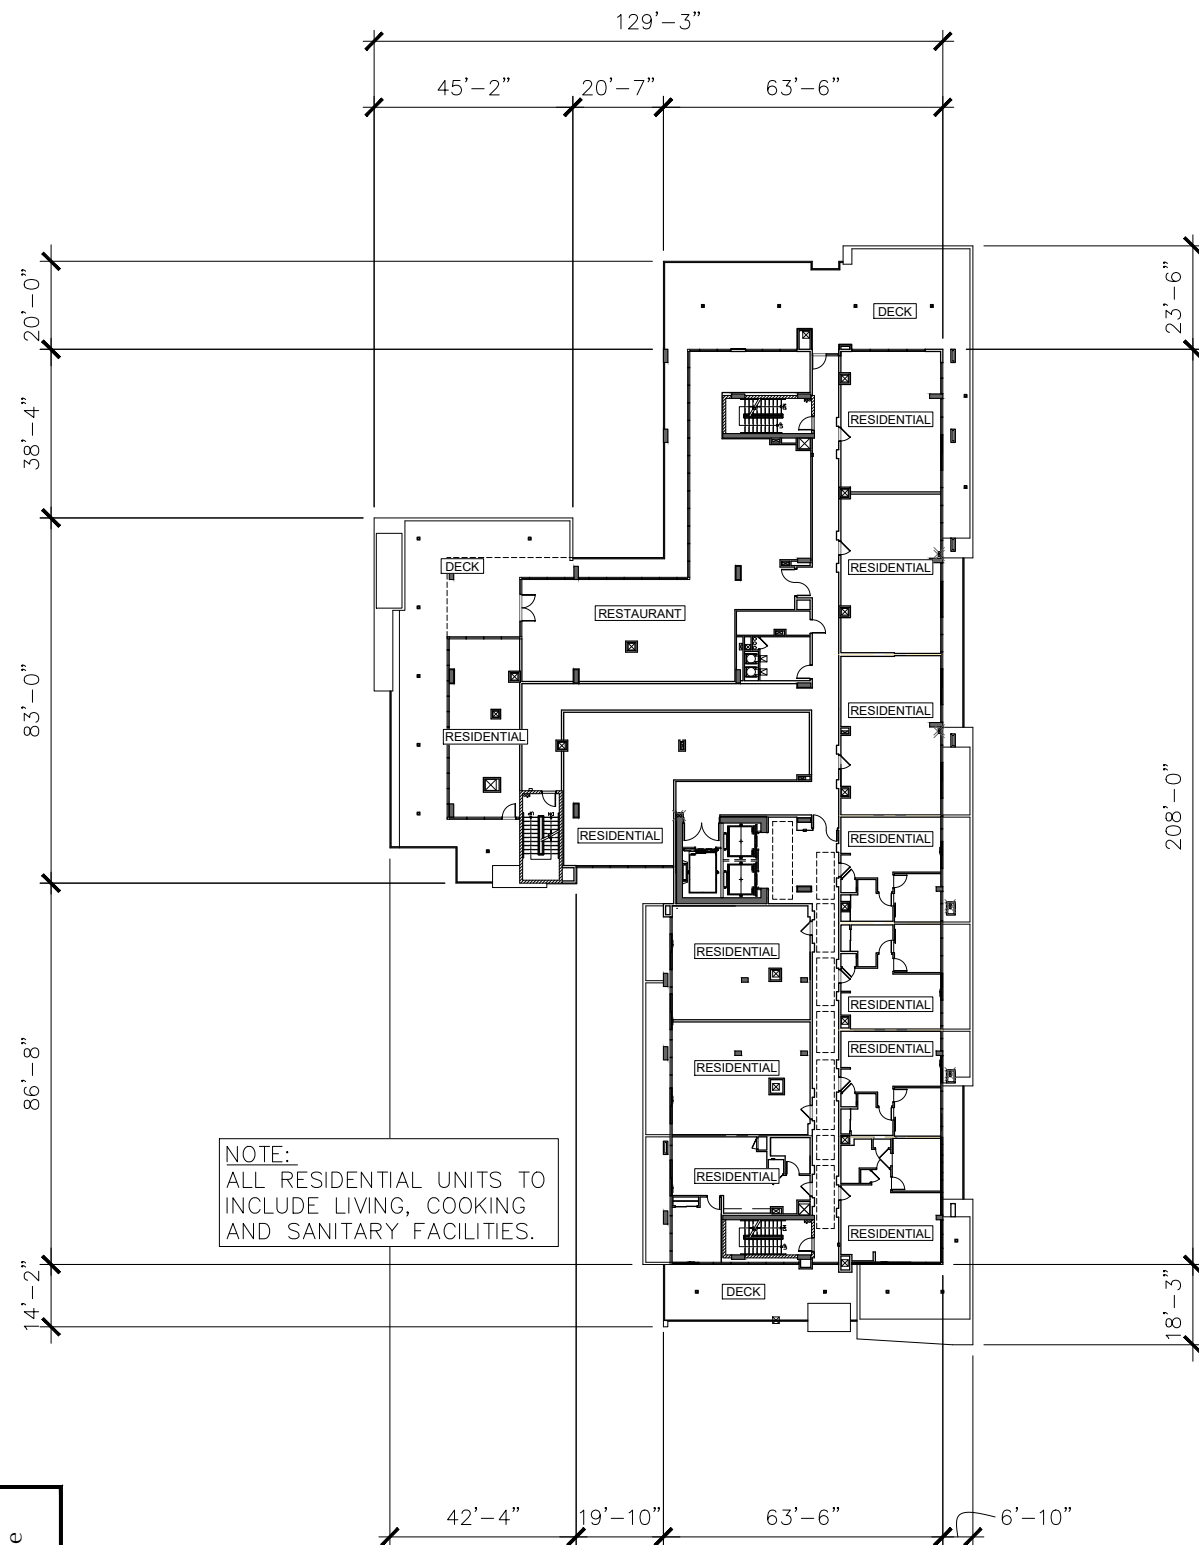 129'-3"
45'-2"
20'-7"
63'-6"
20'-0"
23'-6"
DECK
38'-4"
RESIDENTIAL
DECK
RESIDENTIAL
RESTAURANT
83'-0"
RESIDENTIAL
RESIDENTIAL
208'-0"
RESIDENTIAL
RESIDENTIAL
RESIDENTIAL
RESIDENTIAL
RESIDENTIAL
86'-8"
RESIDENTIAL
RESIDENTIAL
NOTE:
ALL RESIDENTIAL UNITS TO
INCLUDE LIVING, COOKING
AND SANITARY FACILITIES.
RESIDENTIAL
RESIDENTIAL
14'-2"
DECK
18'-3"
42'-4"
19'-10"
63'-6"
6'-10"